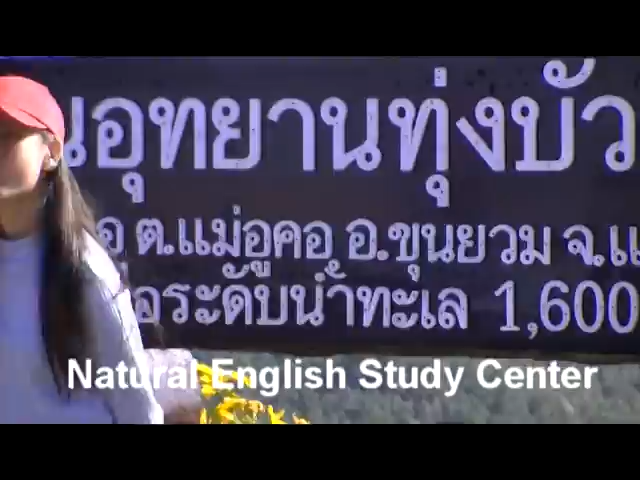 นอุทยานทุ่งบัว
อ ต.แม่อูคอ อ.ขุนยวม จ.แ
อระดับน้ำทะเล 1,600
Natural English Study Center